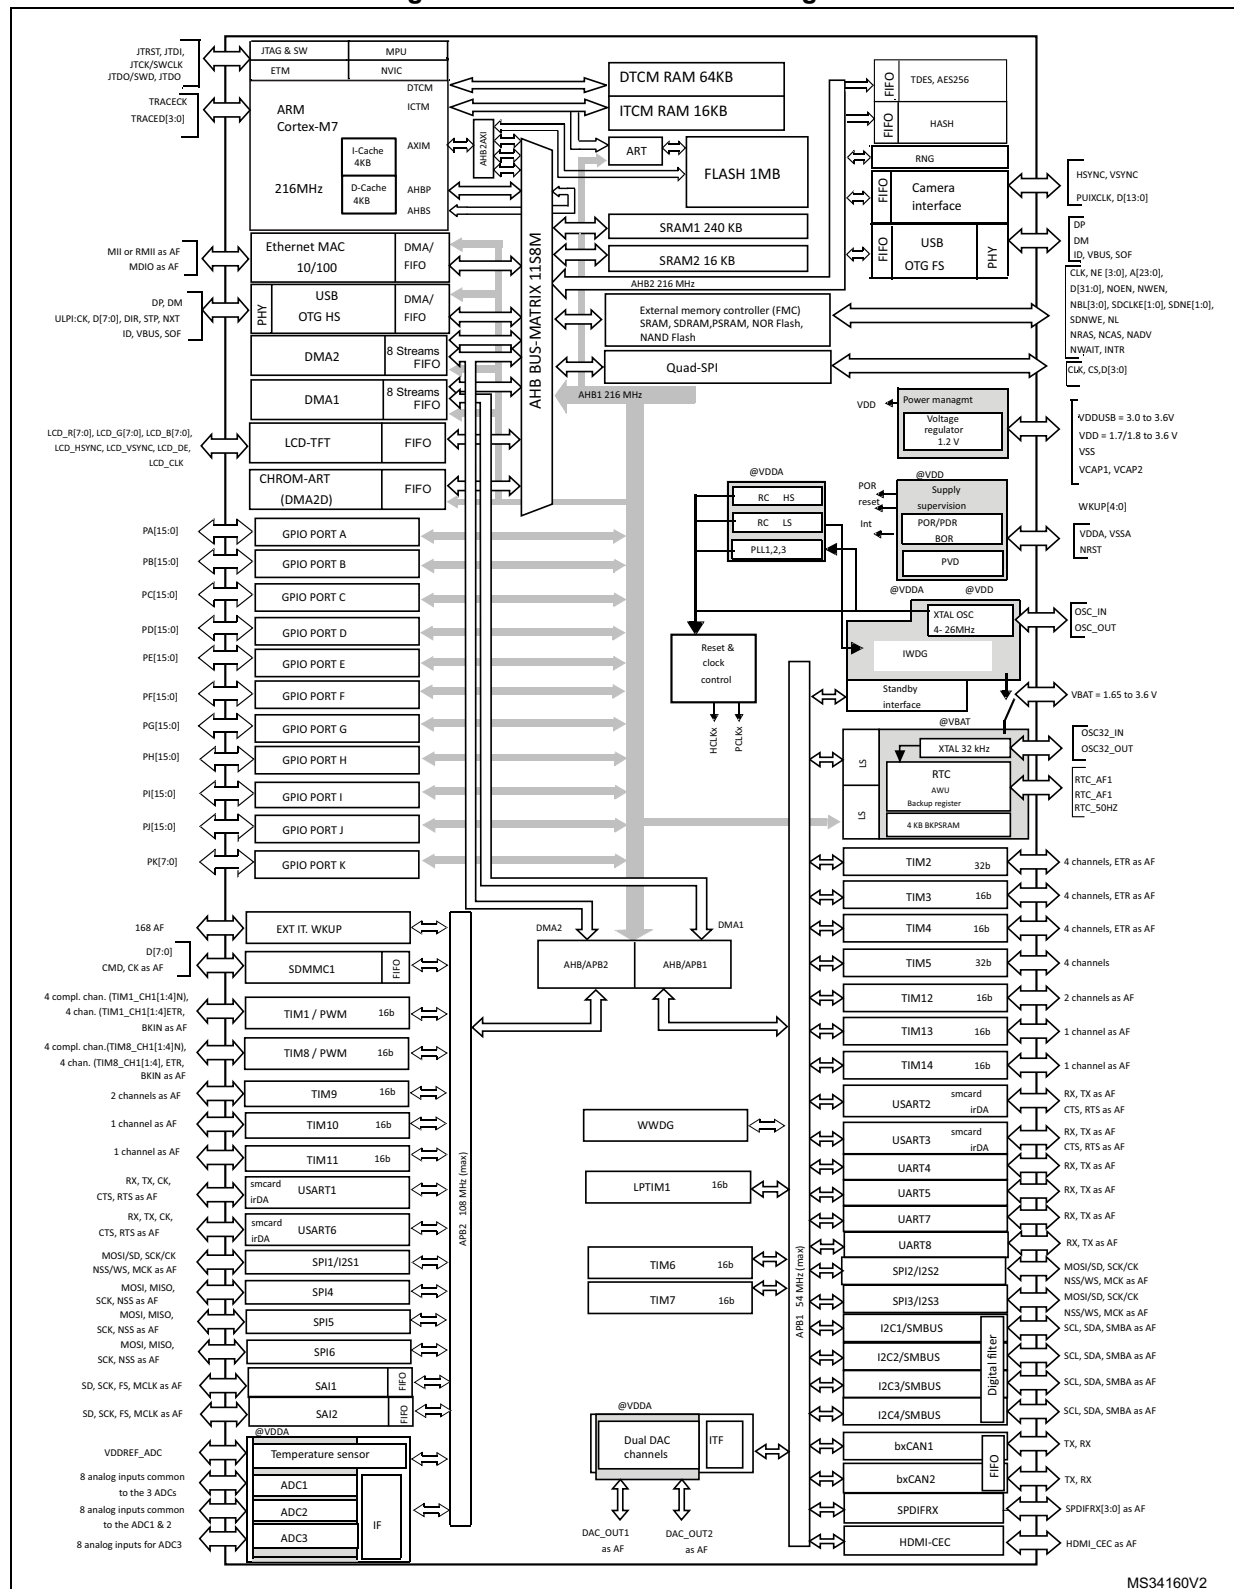 JTRST, JTDI,
JTCK/SWCLK
JTDO/SWD, JTDO
TRACECK
TRACED[3:0]
JTAG & SW
MPU
ETM
NVIC
DTCM
ICTM
ARM
Cortex-M7
I-Cache
4KB
AXIM
216MHz
D-Cache
4KB
AHBP
AHBS
AHB2AXI
AHB BUS-MATRIX 11S8M
DTCM RAM 64KB
ITCM RAM 16KB
ART
FLASH 1MB
SRAM1 240 KB
SRAM2 16 KB
AHB2 216 MHz
External memory controller (FMC)
SRAM, SDRAM,PSRAM, NOR Flash,
NAND Flash
Quad-SPI
AHB1 216 MHz
FIFO
TDES, AES256
FIFO
HASH
RNG
FIFO
Camera
interface
FIFO
USB
OTG FS
PHY
HSYNC, VSYNC
PUIXCLK, D[13:0]
DP
DM
ID, VBUS, SOF
CLK, NE [3:0], A[23:0],
D[31:0], NOEN, NWEN,
NBL[3:0], SDCLKE[1:0], SDNE[1:0],
SDNWE, NL
NRAS, NCAS, NADV
NWAIT, INTR
CLK, CS,D[3:0]
MII or RMII as AF
MDIO as AF
Ethernet MAC
10/100
DMA/
FIFO
DP, DM
ULPI:CK, D[7:0], DIR, STP, NXT
ID, VBUS, SOF
PHY
USB
OTG HS
DMA/
FIFO
DMA2
8 Streams
FIFO
DMA1
8 Streams
FIFO
LCD_R[7:0], LCD_G[7:0], LCD_B[7:0],
LCD_HSYNC, LCD_VSYNC, LCD_DE,
LCD_CLK
LCD-TFT
FIFO
CHROM-ART
(DMA2D)
FIFO
VDD
Power managmt
Voltage
regulator
1.2 V
VDDUSB = 3.0 to 3.6V
VDD = 1.7/1.8 to 3.6 V
VSS
VCAP1, VCAP2
@VDDA
RC HS
RC LS
PLL1,2,3
@VDD
POR
reset
Int
Supply
supervision
POR/PDR
BOR
PVD
WKUP[4:0]
VDDA, VSSA
NRST
@VDDA
@VDD
XTAL OSC
4- 26MHz
IWDG
OSC_IN
OSC_OUT
Reset &
clock
control
HCLKx
PCLKx
Standby
interface
VBAT = 1.65 to 3.6 V
@VBAT
LS
LS
XTAL 32 kHz
RTC
AWU
Backup register
4 KB BKPSRAM
OSC32_IN
OSC32_OUT
RTC_AF1
RTC_AF1
RTC_50HZ
PA[15:0]
GPIO PORT A
PB[15:0]
GPIO PORT B
PC[15:0]
GPIO PORT C
PD[15:0]
GPIO PORT D
PE[15:0]
GPIO PORT E
PF[15:0]
GPIO PORT F
PG[15:0]
GPIO PORT G
PH[15:0]
GPIO PORT H
PI[15:0]
GPIO PORT I
PJ[15:0]
GPIO PORT J
PK[7:0]
GPIO PORT K
DMA2
DMA1
AHB/APB2
AHB/APB1
168 AF
EXT IT. WKUP
D[7:0]
CMD, CK as AF
SDMMC1
FIFO
4 compl. chan. (TIM1_CH1[1:4]N),
4 chan. (TIM1_CH1[1:4]ETR,
BKIN as AF
TIM1 / PWM
16b
4 compl. chan.(TIM8_CH1[1:4]N),
4 chan. (TIM8_CH1[1:4], ETR,
BKIN as AF
TIM8 / PWM
16b
2 channels as AF
TIM9
16b
1 channel as AF
TIM10
16b
1 channel as AF
TIM11
16b
RX, TX, CK,
CTS, RTS as AF
smcard
irDA
USART1
RX, TX, CK,
CTS, RTS as AF
smcard
irDA
USART6
MOSI/SD, SCK/CK
NSS/WS, MCK as AF
SPI1/I2S1
MOSI, MISO,
SCK, NSS as AF
SPI4
MOSI, MISO,
SCK, NSS as AF
SPI5
MOSI, MISO,
SCK, NSS as AF
SPI6
SD, SCK, FS, MCLK as AF
SAI1
FIFO
SD, SCK, FS, MCLK as AF
SAI2
FIFO
@VDDA
VDDREF_ADC
Temperature sensor
8 analog inputs common
to the 3 ADCs
ADC1
8 analog inputs common
to the ADC1 & 2
ADC2
8 analog inputs for ADC3
ADC3
IF
APB2 108 MHz (max)
WWDG
LPTIM1
16b
TIM6
16b
TIM7
16b
@VDDA
Dual DAC
channels
ITF
DAC_OUT1
as AF
DAC_OUT2
as AF
APB1 54 MHz (max)
TIM2
32b
4 channels, ETR as AF
TIM3
16b
4 channels, ETR as AF
TIM4
16b
4 channels, ETR as AF
TIM5
32b
4 channels
TIM12
16b
2 channels as AF
TIM13
16b
1 channel as AF
TIM14
16b
1 channel as AF
USART2
smcard
irDA
RX, TX as AF
CTS, RTS as AF
USART3
smcard
irDA
RX, TX as AF
CTS, RTS as AF
UART4
RX, TX as AF
UART5
RX, TX as AF
UART7
RX, TX as AF
UART8
RX, TX as AF
SPI2/I2S2
MOSI/SD, SCK/CK
NSS/WS, MCK as AF
SPI3/I2S3
MOSI/SD, SCK/CK
NSS/WS, MCK as AF
I2C1/SMBUS
SCL, SDA, SMBA as AF
I2C2/SMBUS
SCL, SDA, SMBA as AF
I2C3/SMBUS
SCL, SDA, SMBA as AF
I2C4/SMBUS
SCL, SDA, SMBA as AF
Digital filter
bxCAN1
TX, RX
bxCAN2
TX, RX
FIFO
SPDIFRX
SPDIFRX[3:0] as AF
HDMI-CEC
HDMI_CEC as AF
MS34160V2